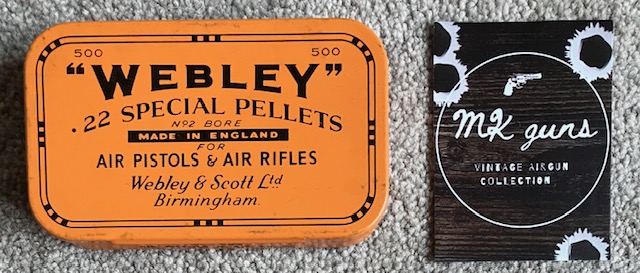 500 500
“WEBLEY”
.22 SPECIAL PELLETS
Nº2 BORE
MADE IN ENGLAND
FOR
AIR PISTOLS & AIR RIFLES
Webley & Scott Ltd
Birmingham.
MK guns
VINTAGE AIRGUN
COLLECTION